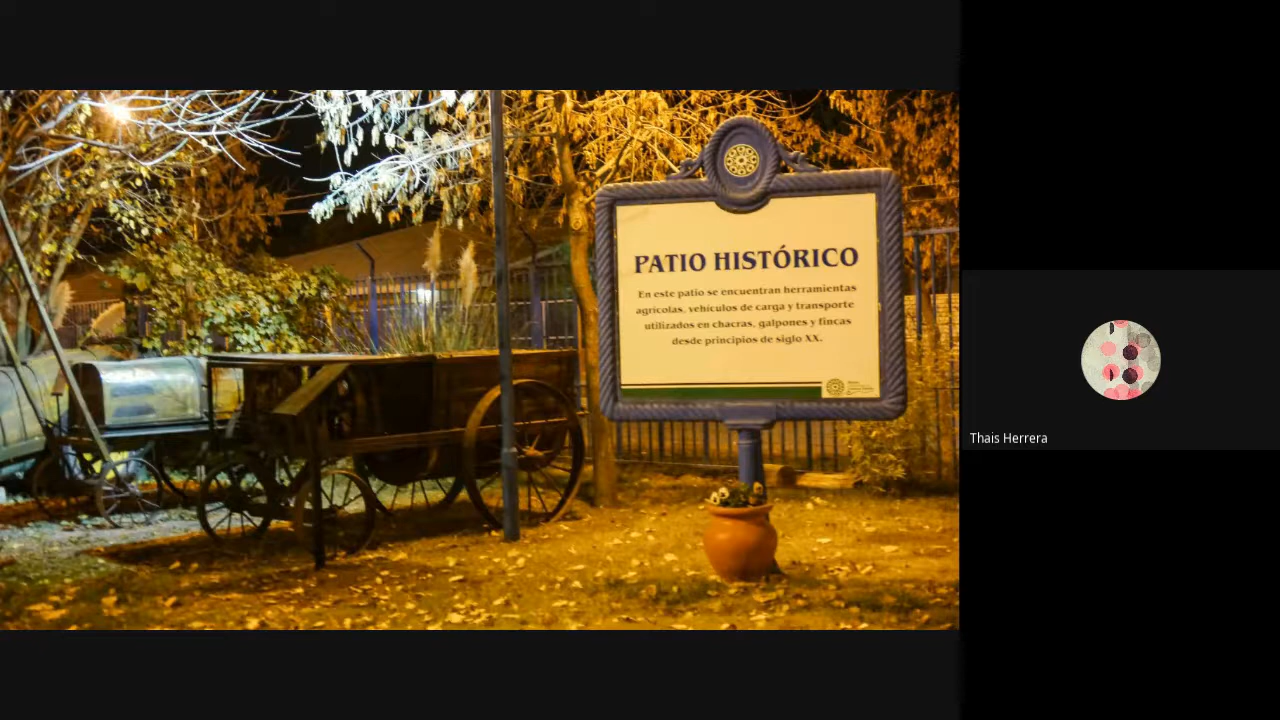 PATIO HISTÓRICO
En este patio se encuentran herramientas
agrícolas, vehículos de carga y transporte
utilizados en chacras, galpones y fincas
desde principios de siglo XX.
Thais Herrera